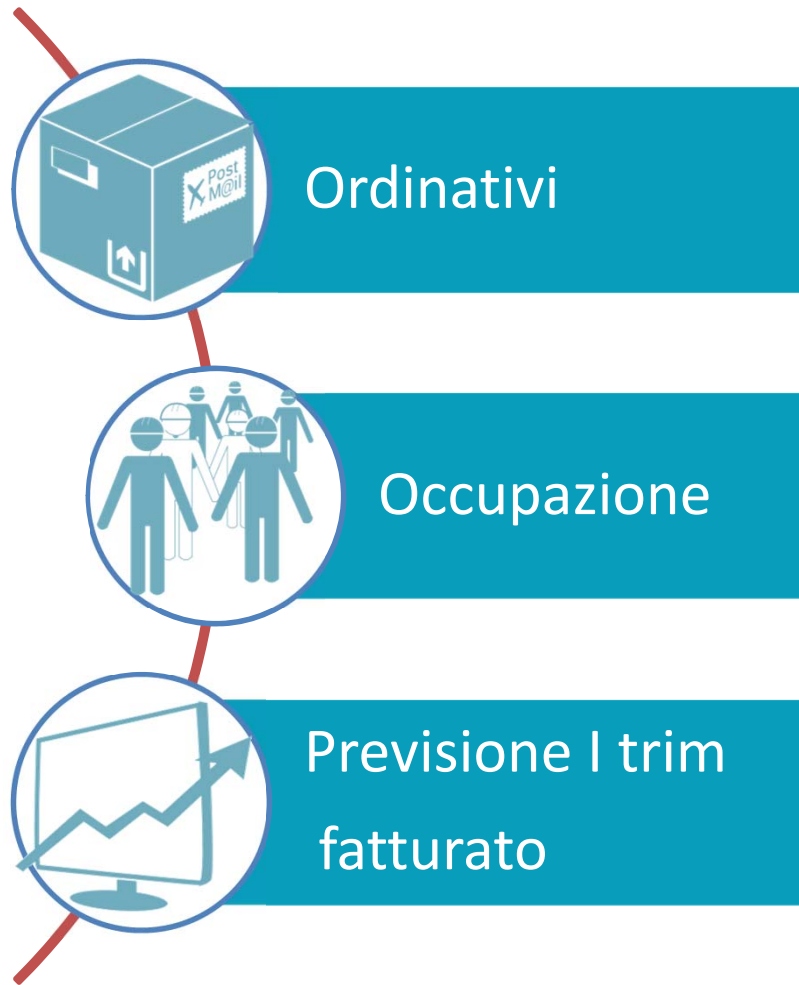 Post
M@il
Ordinativi
Occupazione
Previsione I trim
fatturato